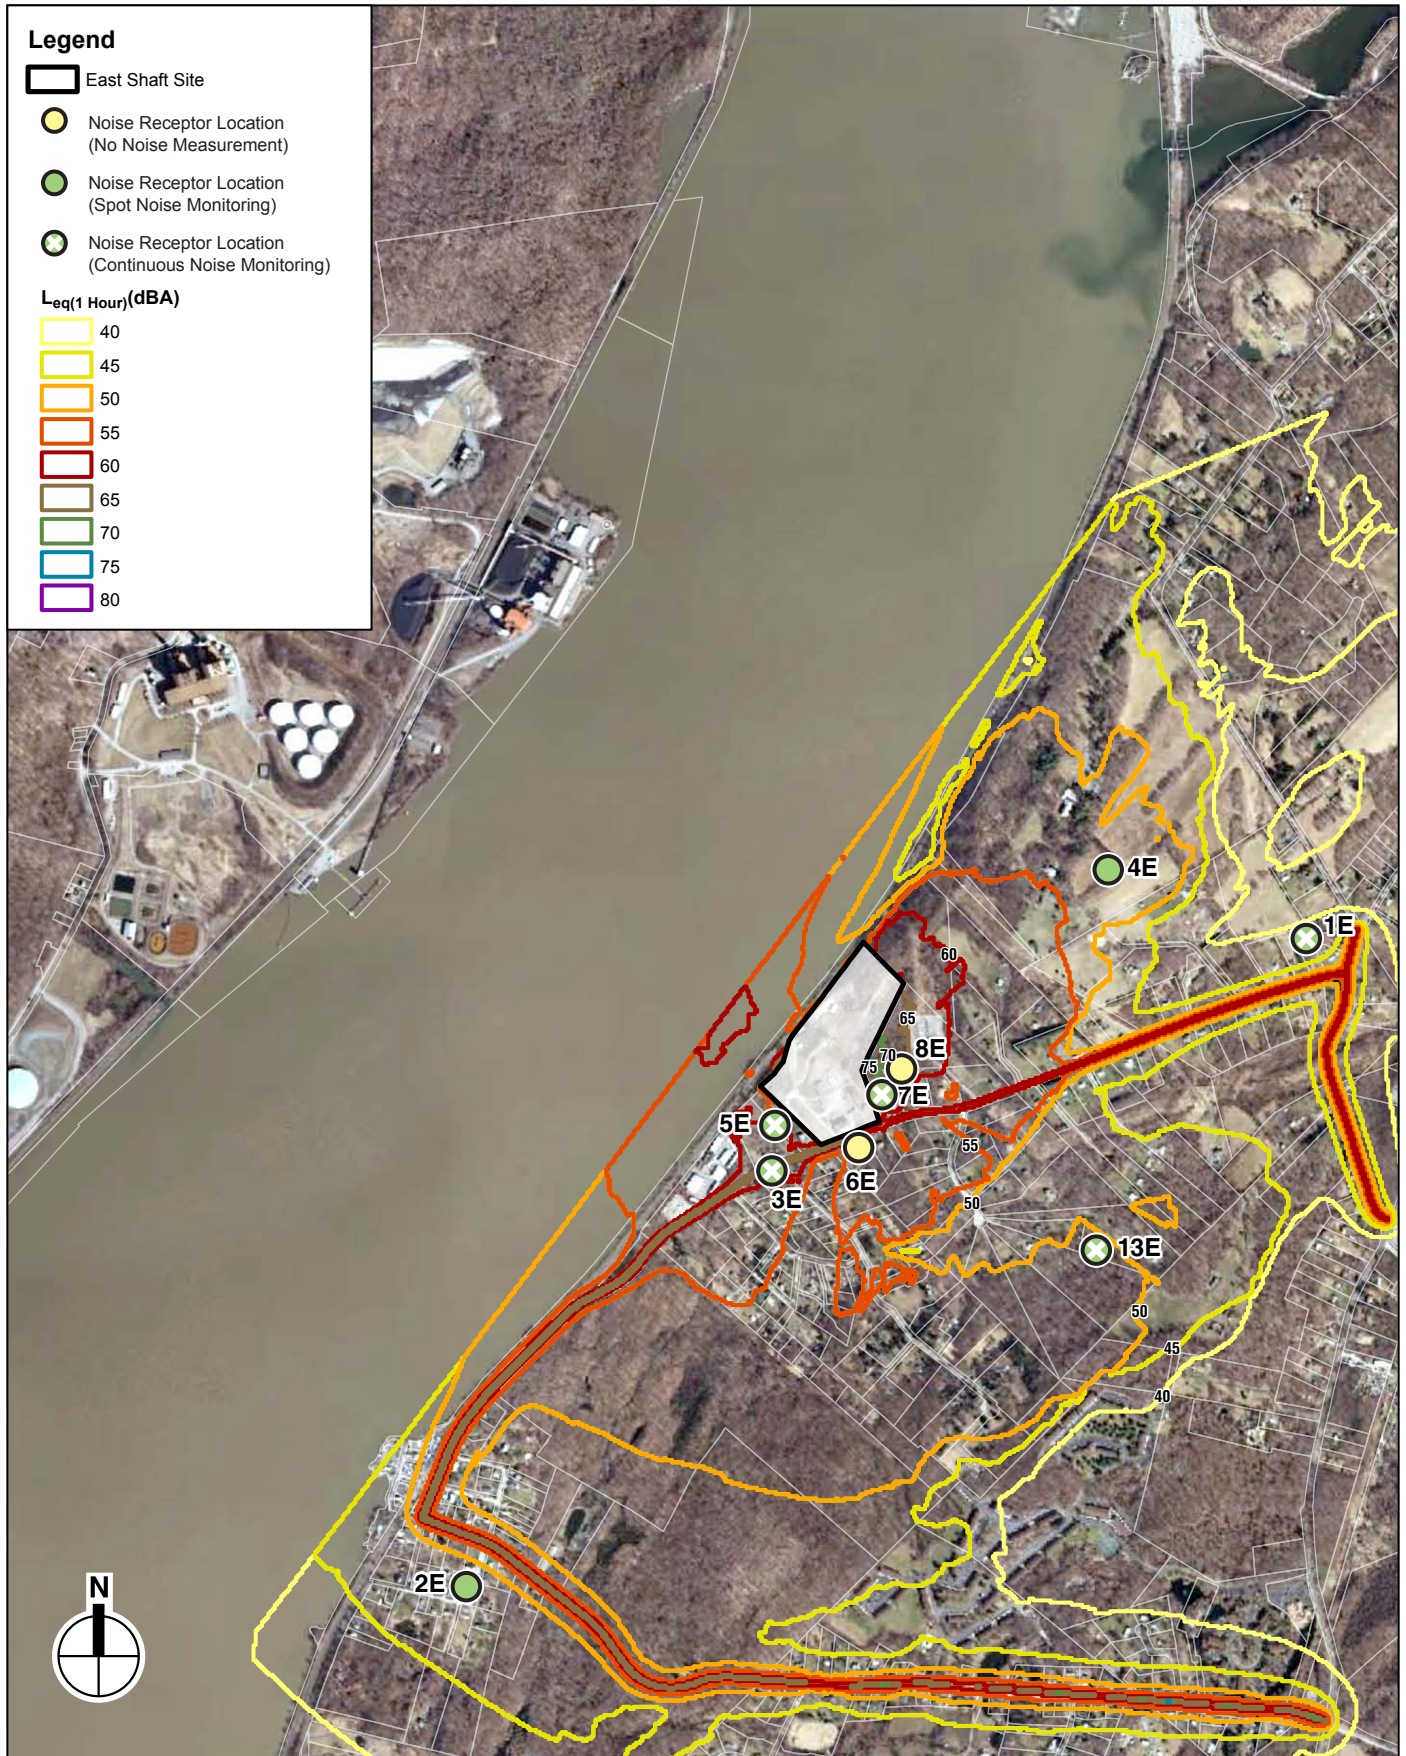 Legend
East Shaft Site
Noise Receptor Location
(No Noise Measurement)
Noise Receptor Location
(Spot Noise Monitoring)
Noise Receptor Location
(Continuous Noise Monitoring)
Leq(1 Hour)(dBA)
40
45
50
55
60
65
70
75
80
4E
1E
60
65
70
8E
75
7E
5E
55
6E
3E
50
13E
50
45
40
2E
N